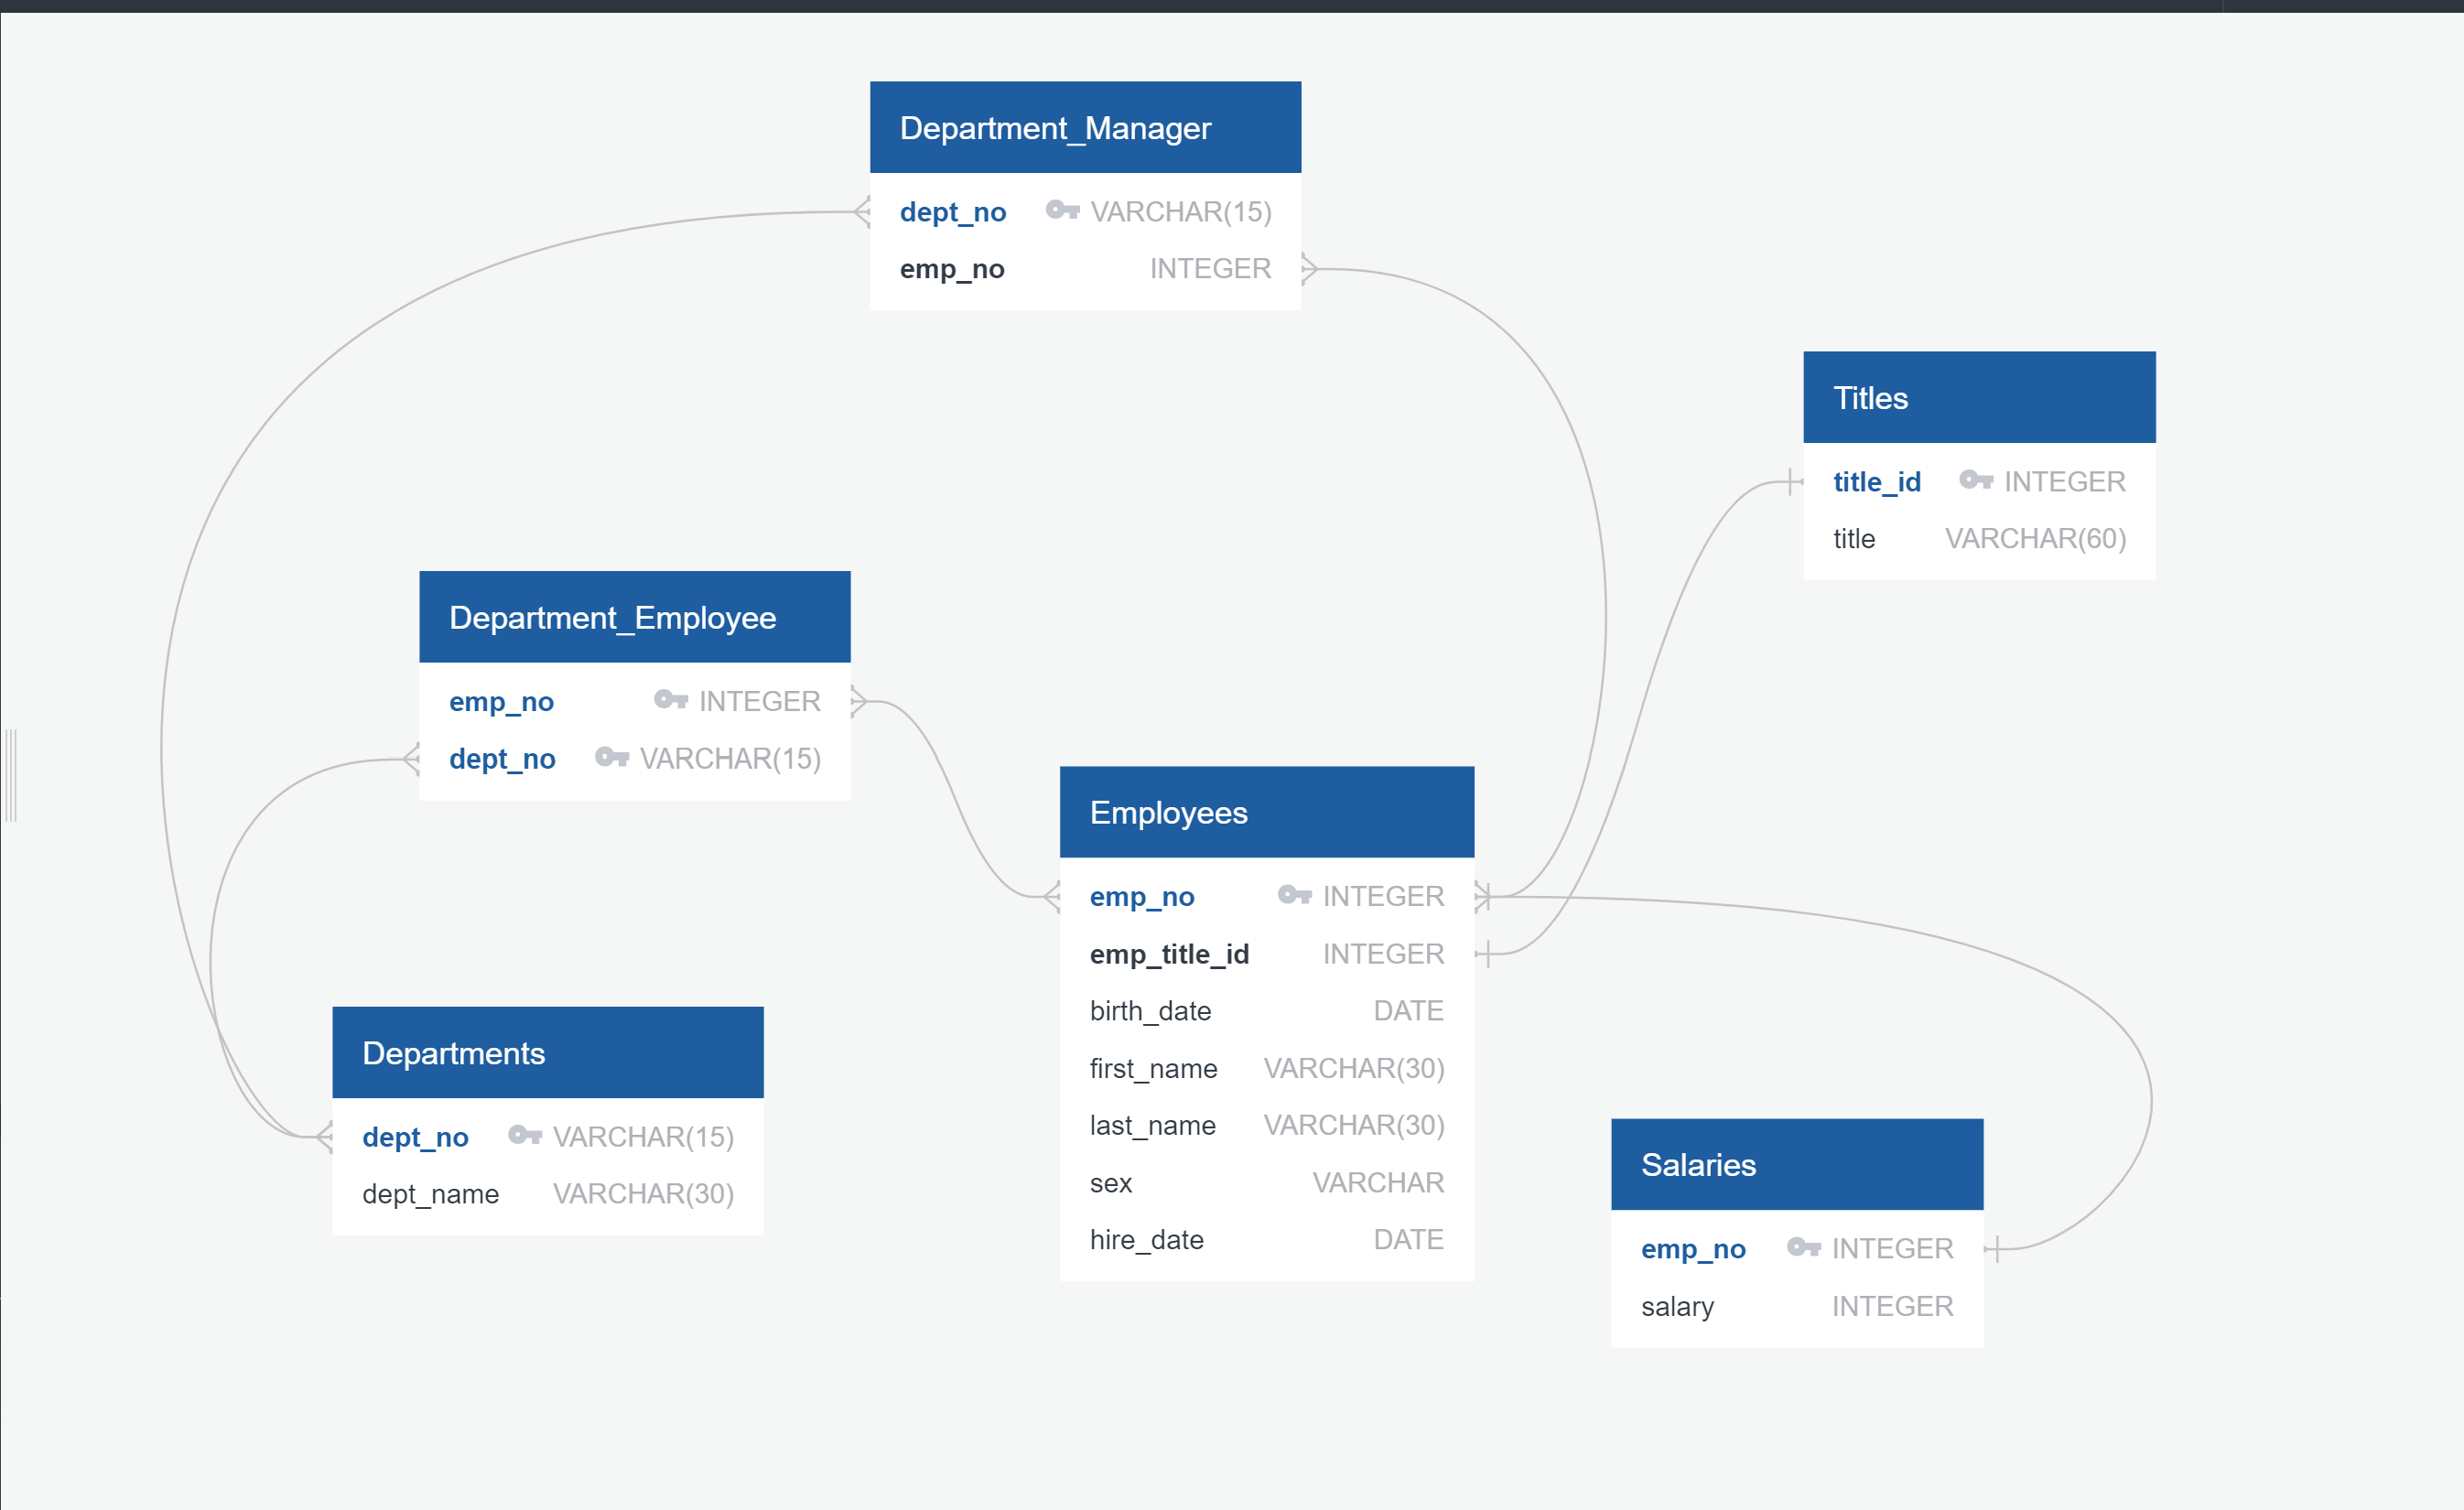 Department_Manager
dept_no VARCHAR(15)
emp_no INTEGER
Titles
title_id INTEGER
title VARCHAR(60)
Department_Employee
emp_no INTEGER
dept_no VARCHAR(15)
Employees
emp_no INTEGER
emp_title_id INTEGER
birth_date DATE
first_name VARCHAR(30)
last_name VARCHAR(30)
sex VARCHAR
hire_date DATE
Departments
dept_no VARCHAR(15)
dept_name VARCHAR(30)
Salaries
emp_no INTEGER
salary INTEGER